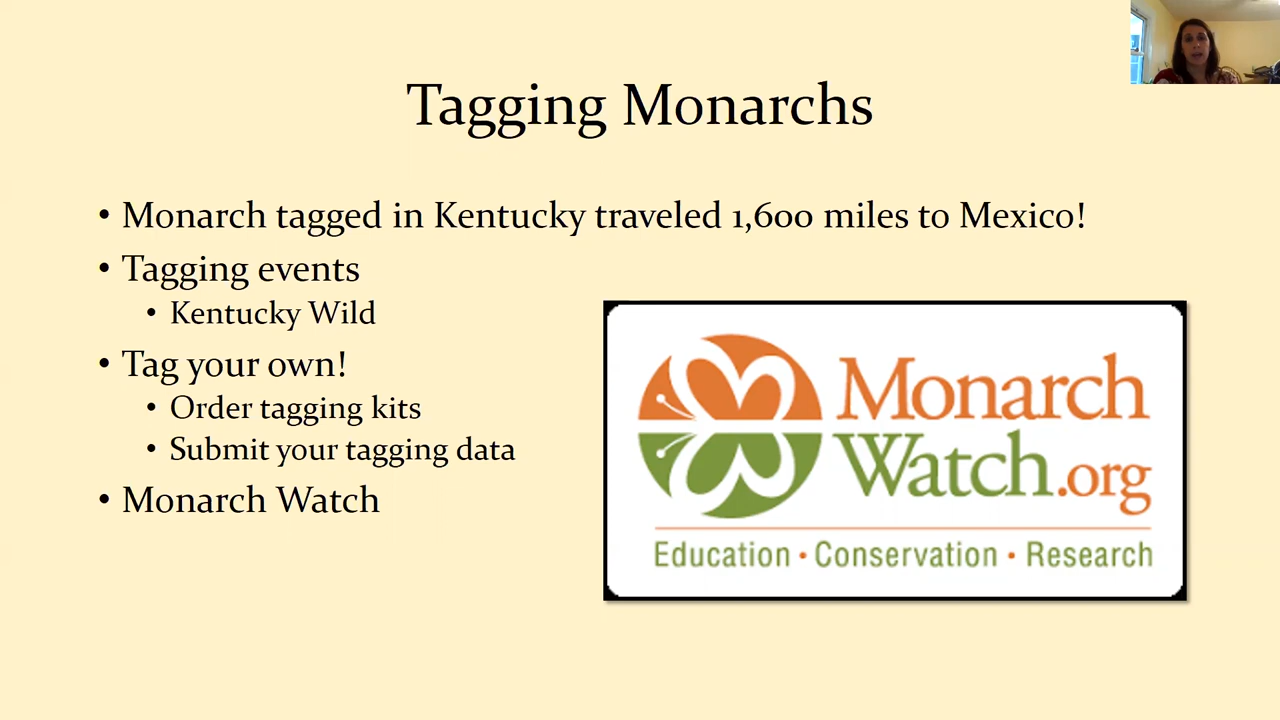 Tagging Monarchs
• Monarch tagged in Kentucky traveled 1,600 miles to Mexico!
• Tagging events
• Kentucky Wild
• Tag your own!
• Order tagging kits
• Submit your tagging data
• Monarch Watch
Monarch
Watch.org
Education • Conservation • Research